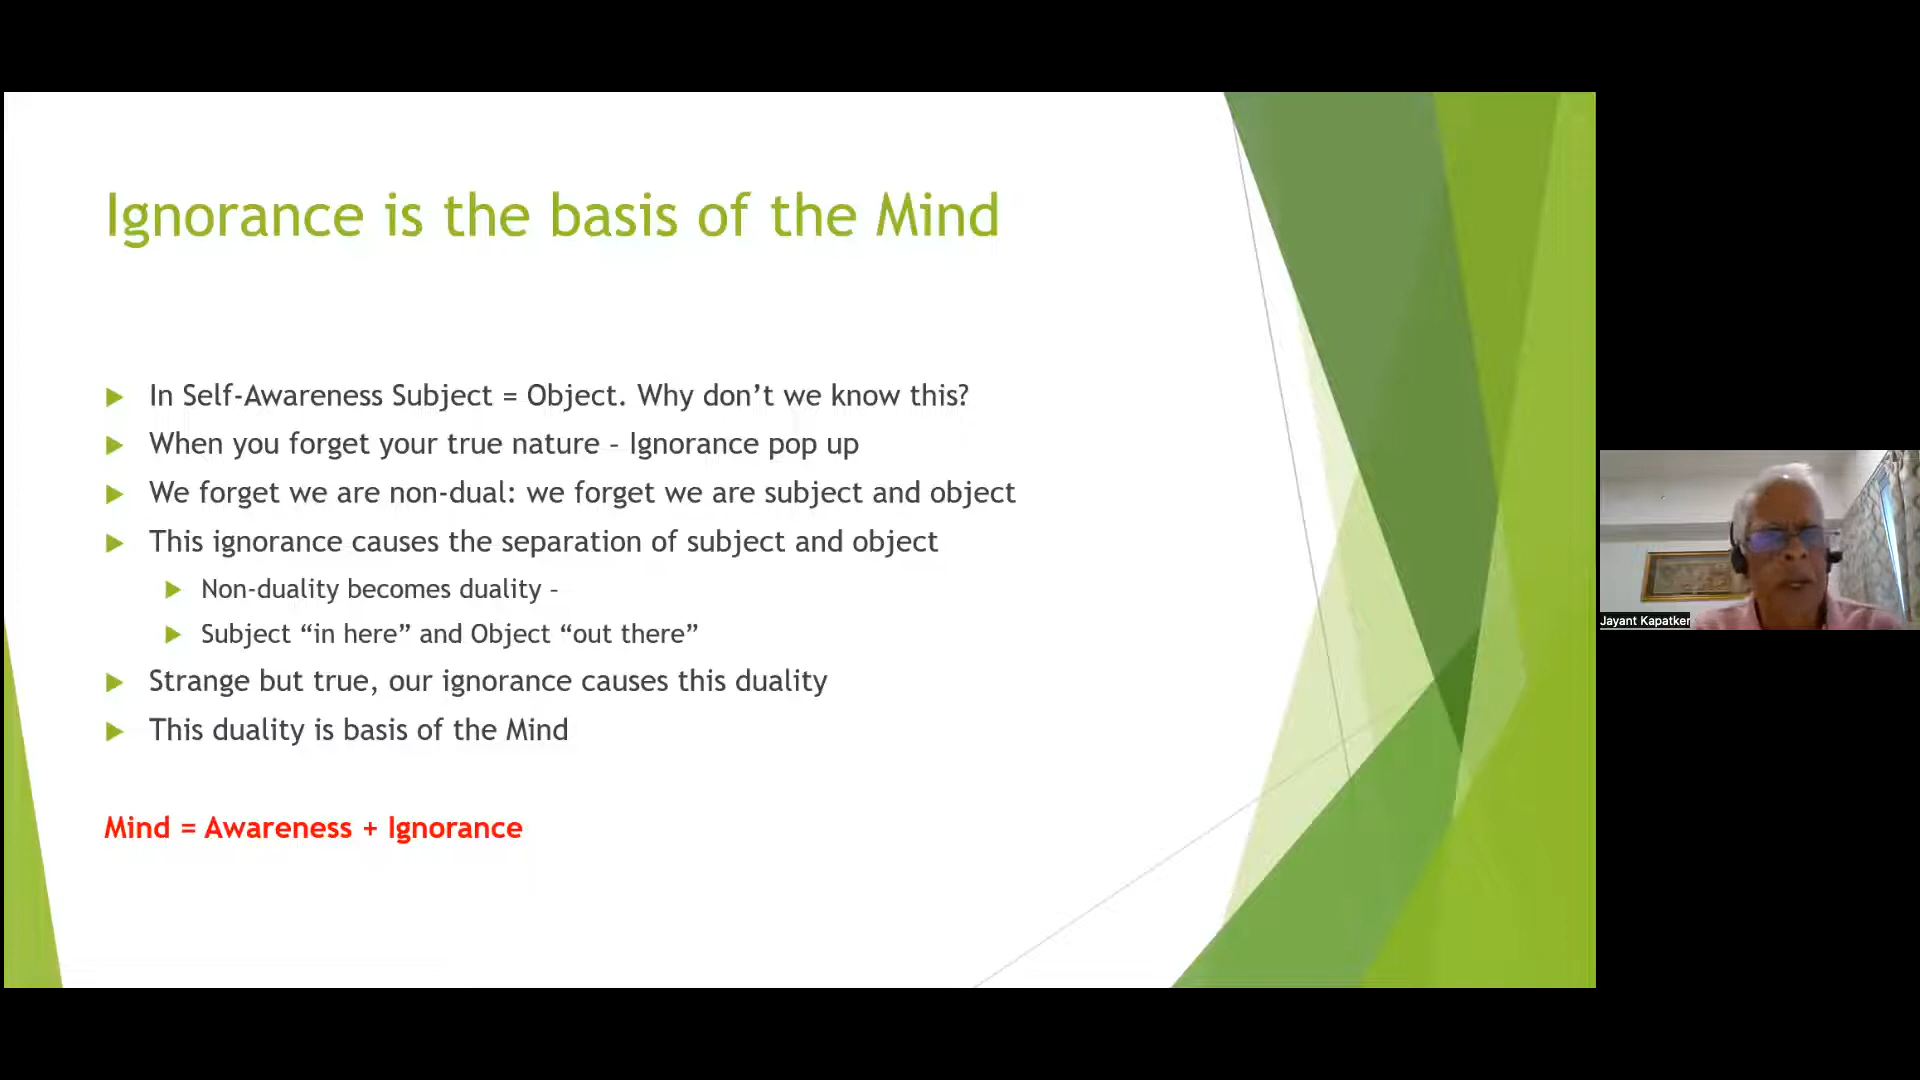 Ignorance is the basis of the Mind
In Self-Awareness Subject = Object. Why don’t we know this?
When you forget your true nature – Ignorance pop up
We forget we are non-dual: we forget we are subject and object
This ignorance causes the separation of subject and object
Non-duality becomes duality –
Subject “in here” and Object “out there”
Strange but true, our ignorance causes this duality
This duality is basis of the Mind
Mind = Awareness + Ignorance
Jayant Kapatker